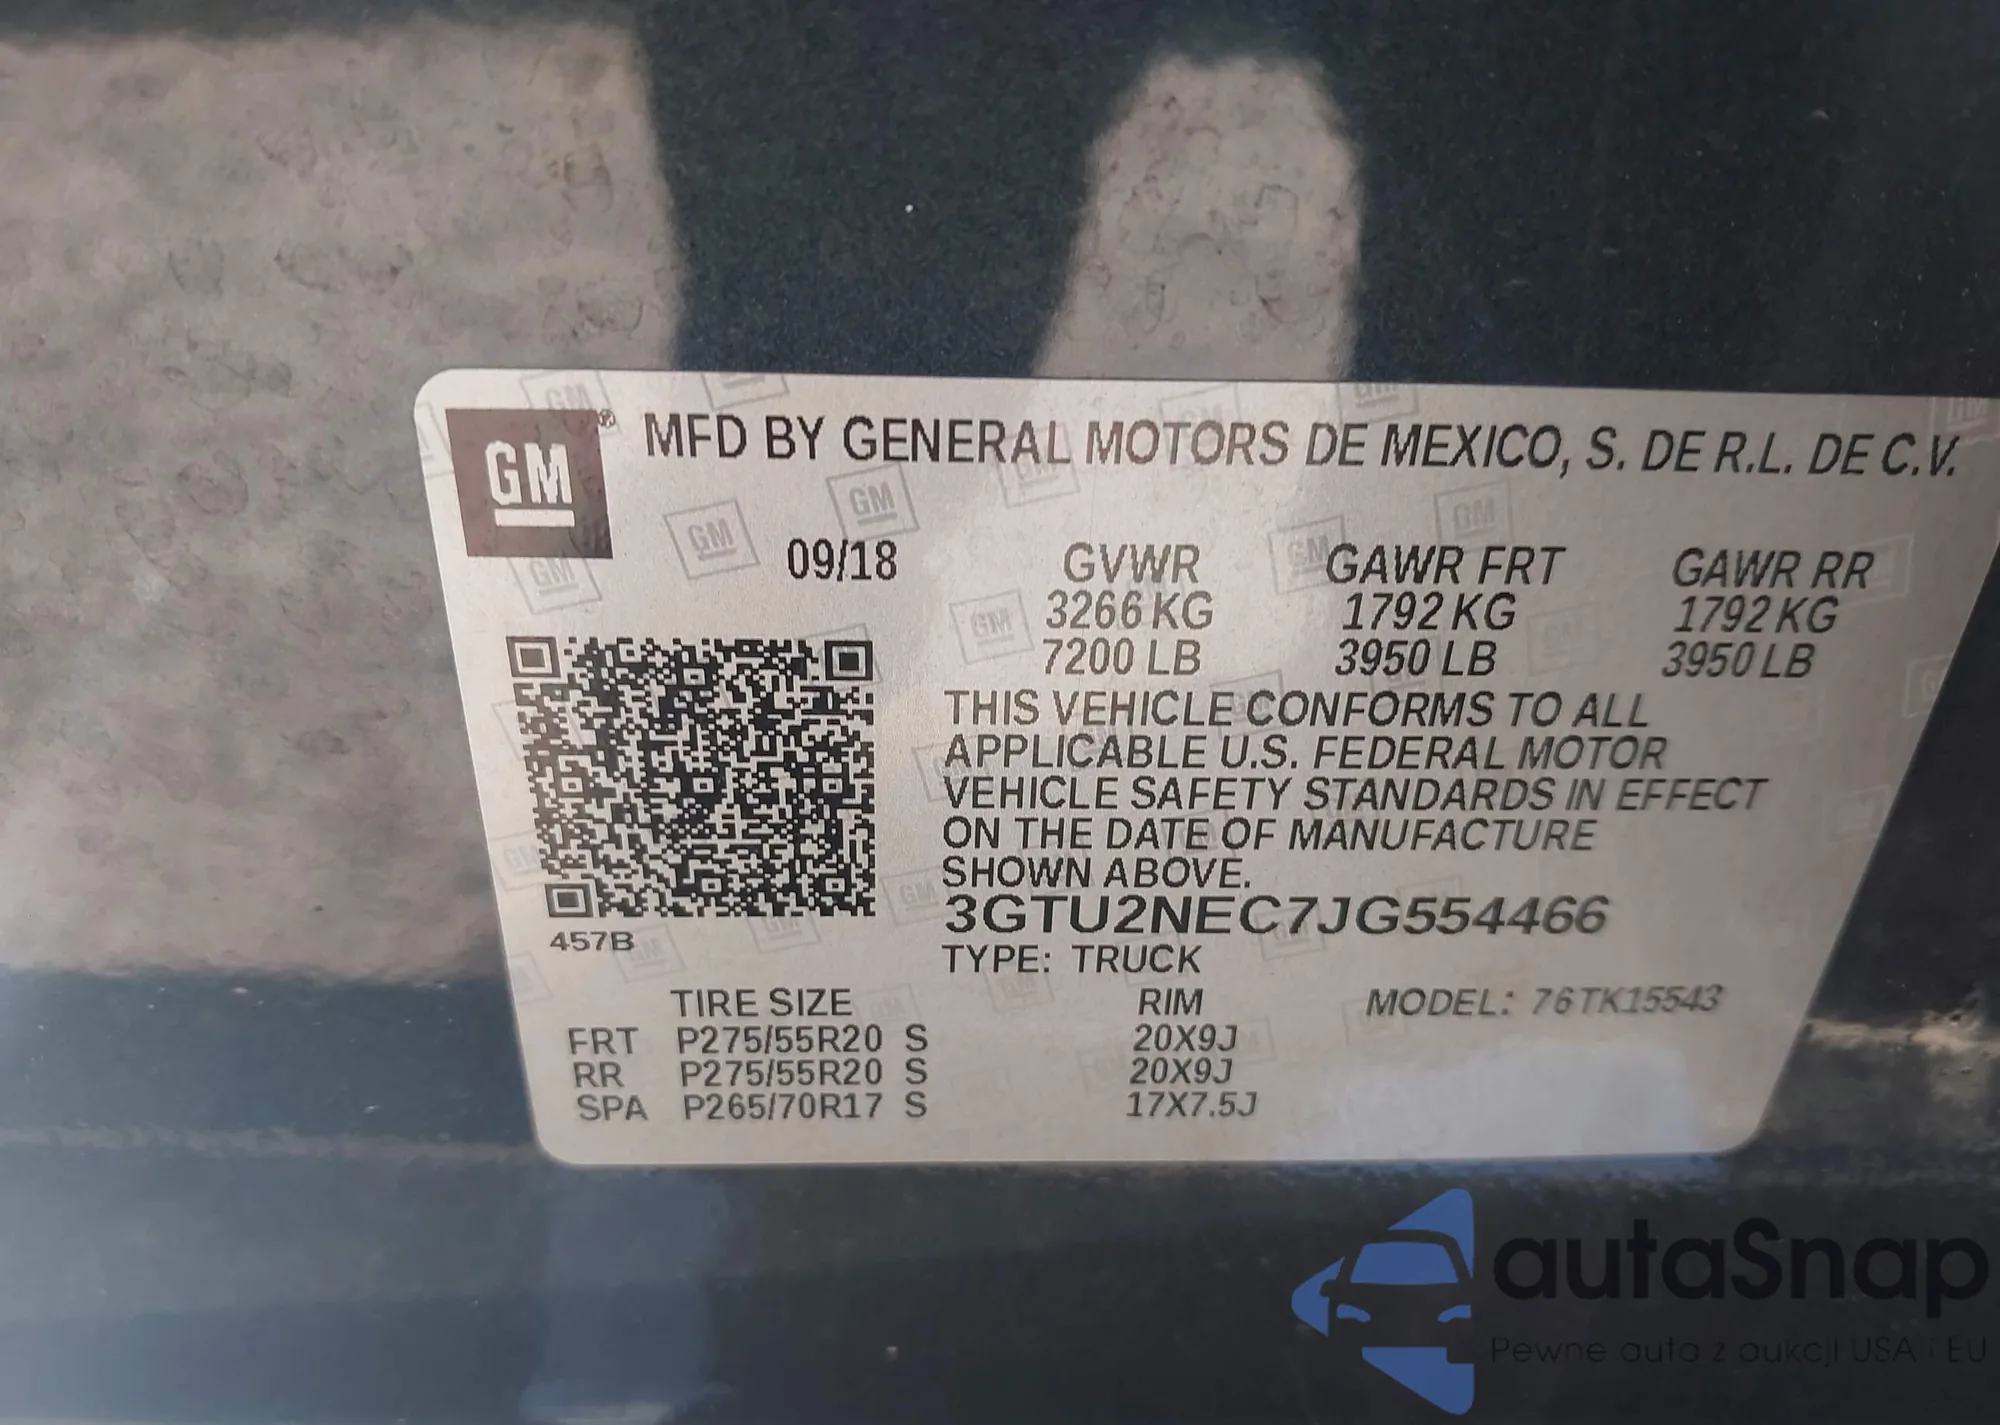 GM ® MFD BY GENERAL MOTORS DE MEXICO, S. DE R.L. DE C.V.
09/18 GVWR GAWR FRT GAWR RR
3266 KG 1792 KG 1792 KG
7200 LB 3950 LB 3950 LB
THIS VEHICLE CONFORMS TO ALL
APPLICABLE U.S. FEDERAL MOTOR
VEHICLE SAFETY STANDARDS IN EFFECT
ON THE DATE OF MANUFACTURE
SHOWN ABOVE.
3GTU2NEC7JG554466
457B
TYPE: TRUCK
TIRE SIZE RIM MODEL: 76TK15543
FRT P275/55R20 S 20X9J
RR P275/55R20 S 20X9J
SPA P265/70R17 S 17X7.5J
autaSnap
Pewne auta z aukcji USA i EU